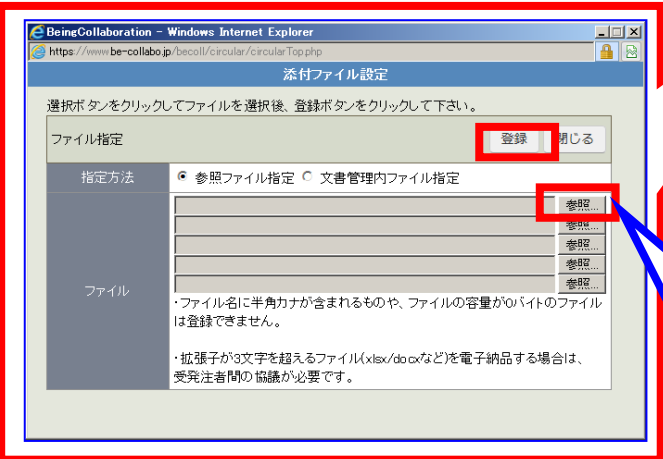 BeingCollaboration - Windows Internet Explorer
https://www.be-collabo.jp/becoll/circular/circularTop.php
添付ファイル設定
選択ボタンをクリックしてファイルを選択後、登録ボタンをクリックして下さい。
ファイル指定 登録 閉じる
指定方法 参照ファイル指定 文書管理内ファイル指定
参照...
参照...
参照...
参照...
参照...
ファイル
・ファイル名に半角カナが含まれるものや、ファイルの容量が0バイトのファイル
は登録できません。
・拡張子が3文字を超えるファイル(xlsx/docxなど)を電子納品する場合は、
受発注者間の協議が必要です。